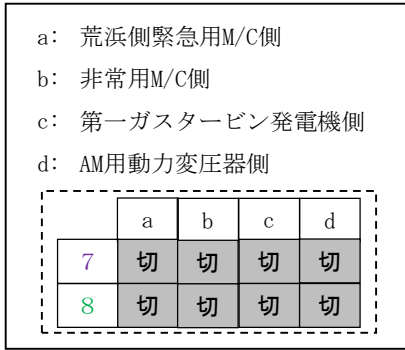 a: 荒浜側緊急用M/C側
b: 非常用M/C側
c: 第一ガスタービン発電機側
d: AM用動力変圧器側
a b c d
7 切 切 切 切
8 切 切 切 切